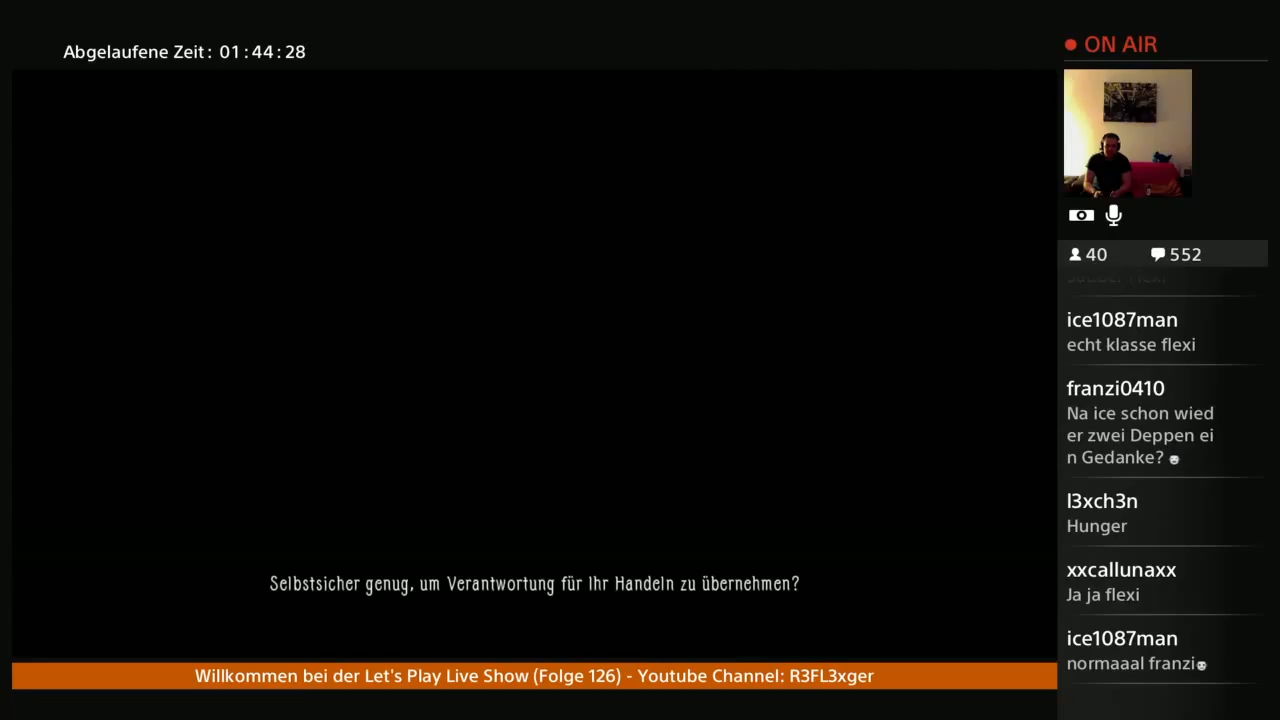 Abgelaufene Zeit: 01:44:28
ON AIR
40 552
ice1087man
echt klasse flexi
franzi0410
Na ice schon wied
er zwei Deppen ei
n Gedanke?
l3xch3n
Hunger
xxcallunaxx
Ja ja flexi
ice1087man
normaaal franzi
Selbstsicher genug, um Verantwortung für Ihr Handeln zu übernehmen?
Willkommen bei der Let's Play Live Show (Folge 126) - Youtube Channel: R3FL3xger